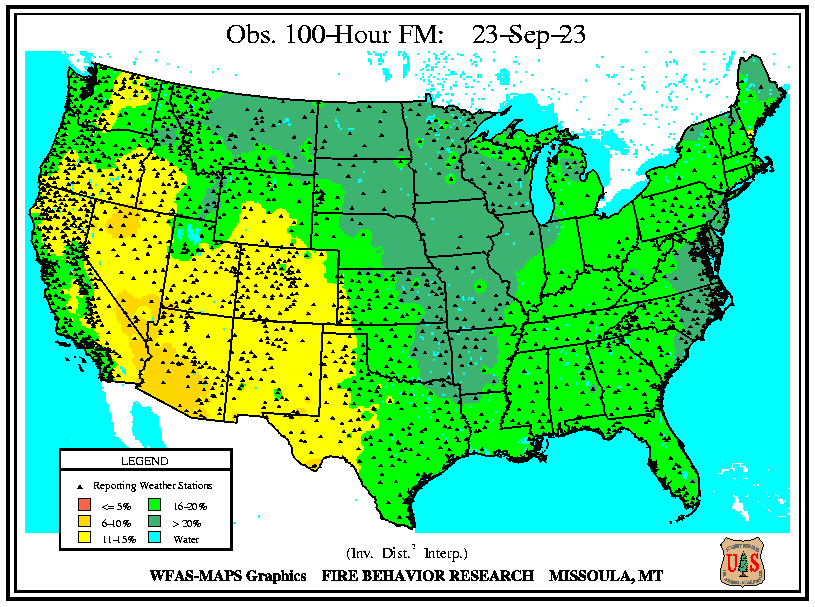 Obs. 100-Hour FM: 23-Sep-23
LEGEND
Reporting Weather Stations
<= 5%
16-20%
6-10%
> 20%
11-15%
Water
(Inv. Dist.² Interp.)
WFAS-MAPS Graphics FIRE BEHAVIOR RESEARCH MISSOULA, MT
U S